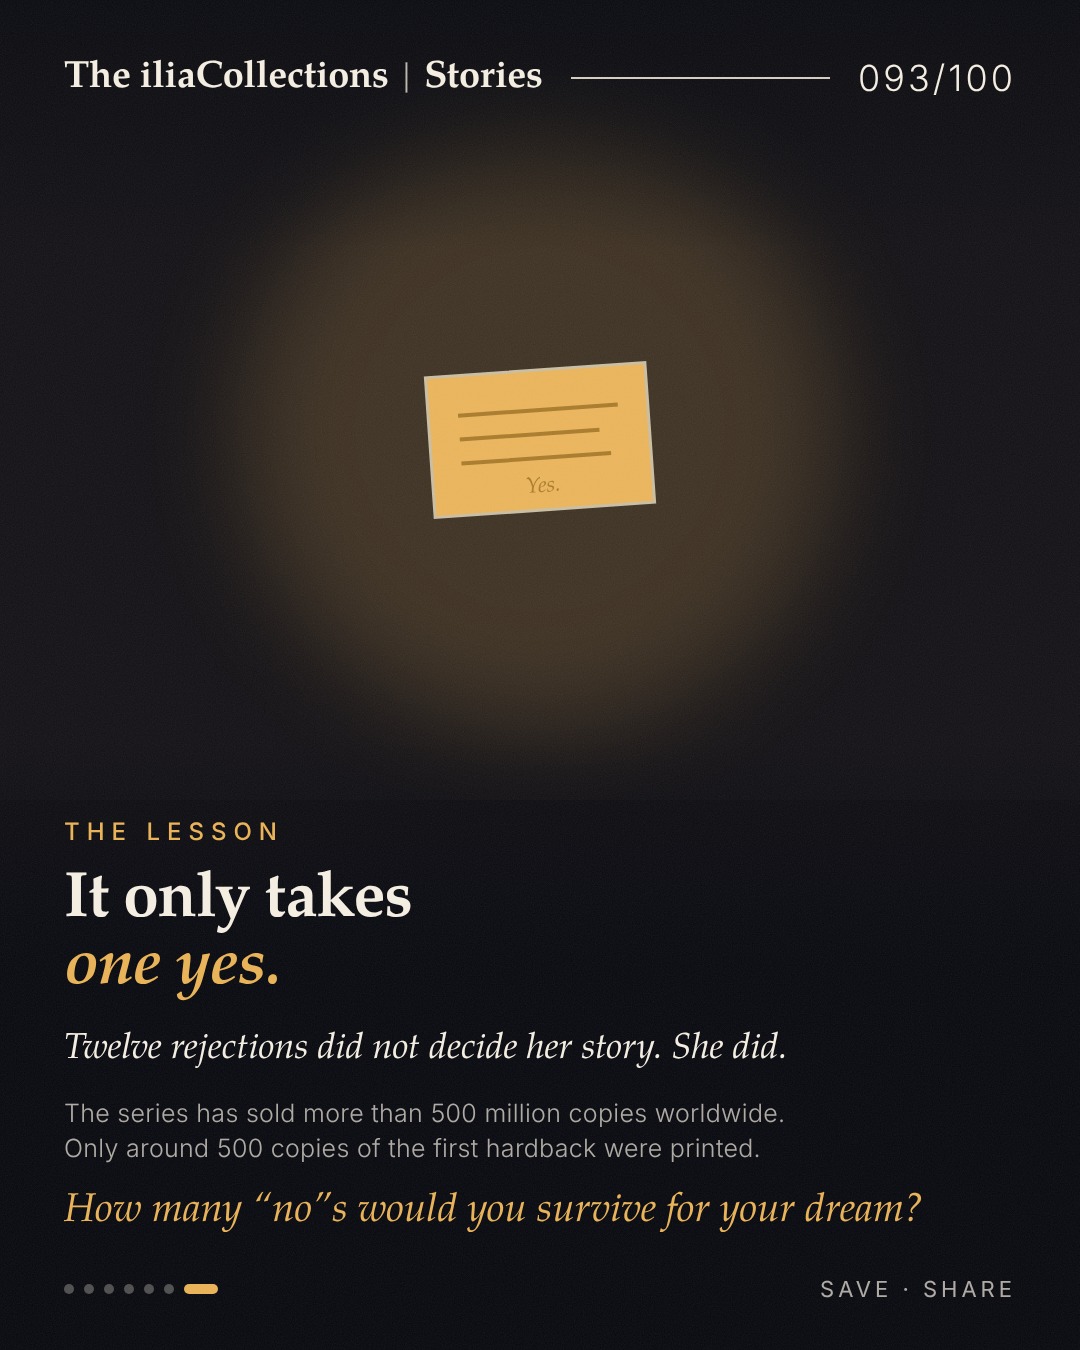 The iliaCollections | Stories 093/100
Yes.
THE LESSON
It only takes
one yes.
Twelve rejections did not decide her story. She did.
The series has sold more than 500 million copies worldwide.
Only around 500 copies of the first hardback were printed.
How many “no”s would you survive for your dream?
SAVE · SHARE